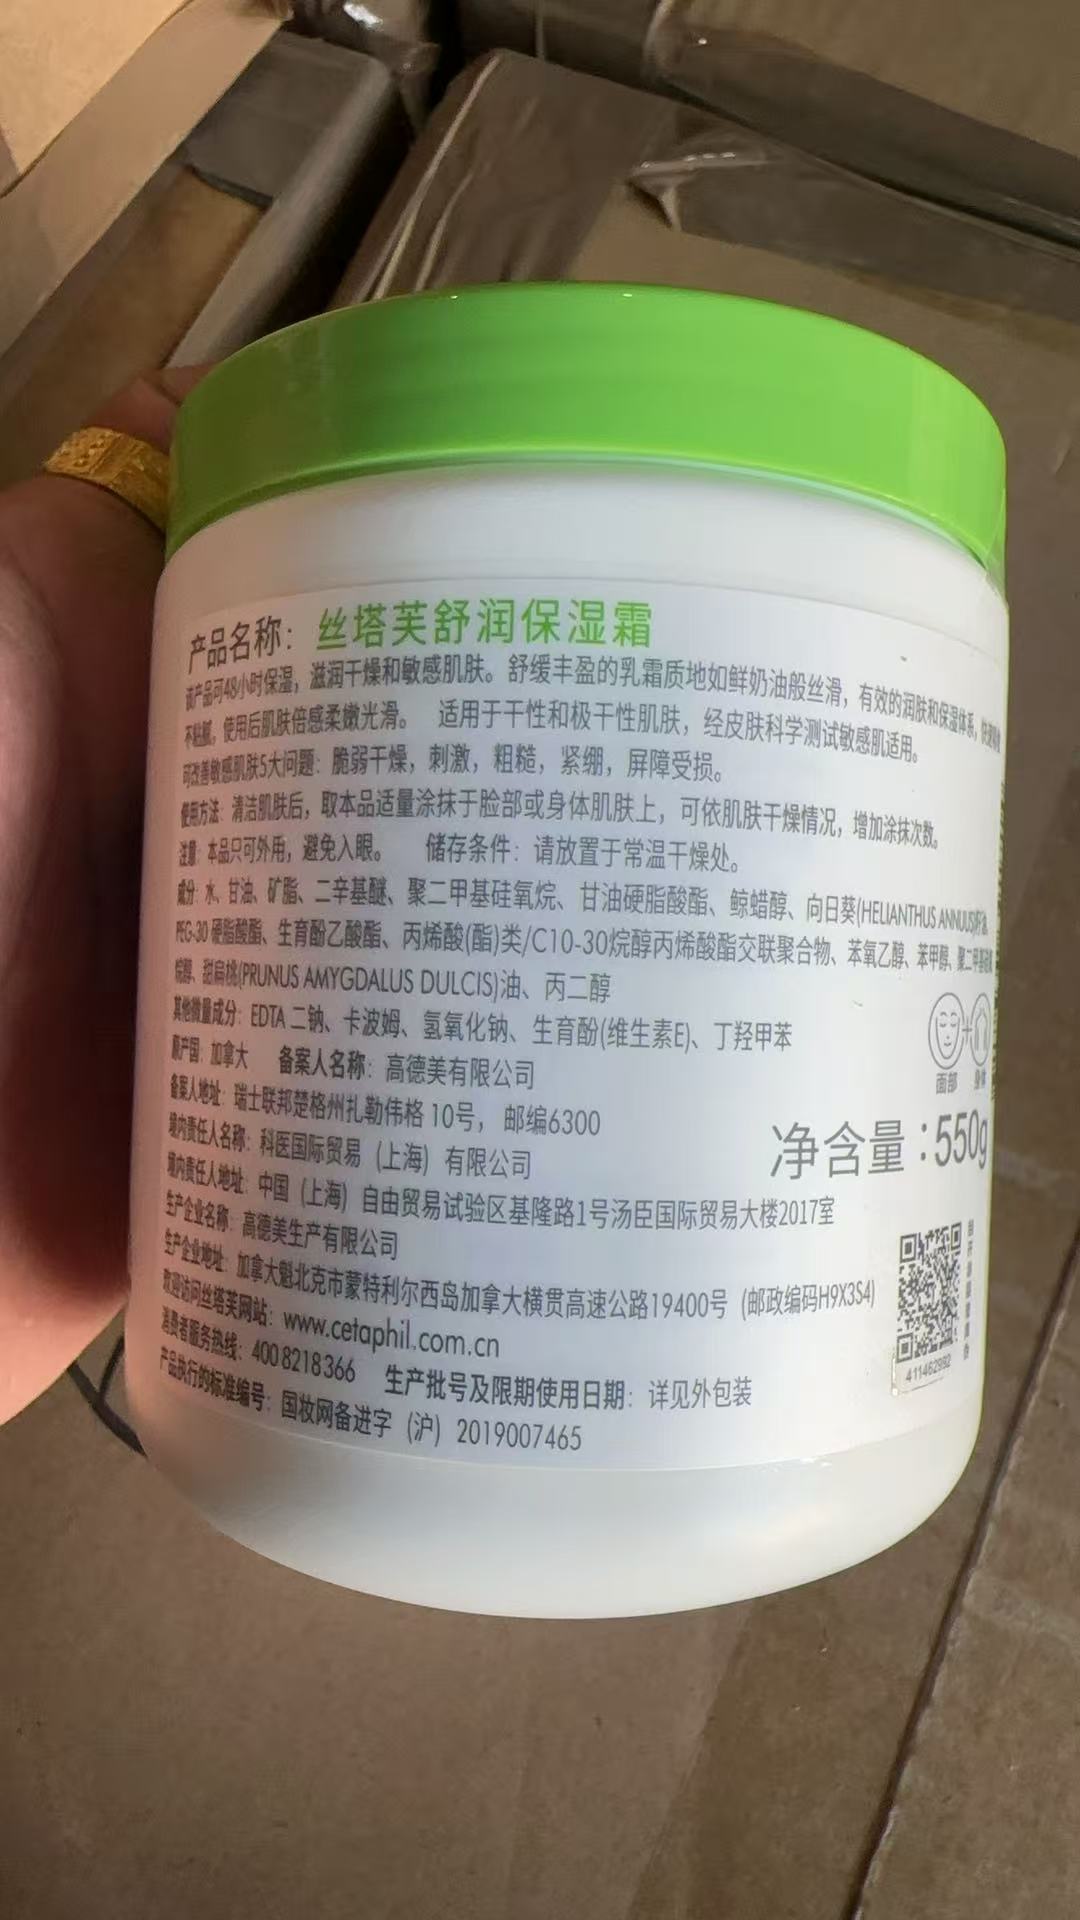 产品名称：丝塔芙舒润保湿霜
该产品可48小时保湿，滋润干燥和敏感肌肤。舒缓丰盈的乳霜质地如鲜奶油般丝滑，有效的润肤和保湿体系，
不粘腻。使用后肌肤倍感柔嫩光滑。 适用于干性和极干性肌肤，经皮肤科学测试敏感肌适用。
可改善敏感肌肤5大问题：脆弱干燥，刺激，粗糙，紧绷，屏障受损。
使用方法：清洁肌肤后，取本品适量涂抹于脸部或身体肌肤上，可依肌肤干燥情况，增加涂抹次数。
注意：本品只可外用，避免入眼。 储存条件：请放置于常温干燥处。
成分：水、甘油、矿脂、二辛基醚、聚二甲基硅氧烷、甘油硬脂酸酯、鲸蜡醇、向日葵(HELIANTHUS ANNUUS)籽油、
PEG-30 硬脂酸酯、生育酚乙酸酯、丙烯酸(酯)类/C10-30烷醇丙烯酸酯交联聚合物、苯氧乙醇、苯甲醇、聚二甲基硅氧
烷醇、甜扁桃(PRUNUS AMYGDALUS DULCIS)油、丙二醇
其他微量成分：EDTA 二钠、卡波姆、氢氧化钠、生育酚(维生素E)、丁羟甲苯
原产国：加拿大 备案人名称：高德美有限公司
备案人地址：瑞士联邦楚格州扎勒伟格 10号，邮编6300
境内责任人名称：科医国际贸易（上海）有限公司
境内责任人地址：中国（上海）自由贸易试验区基隆路1号汤臣国际贸易大楼2017室
生产企业名称：高德美生产有限公司
生产企业地址：加拿大魁北克市蒙特利尔西岛加拿大横贯高速公路19400号（邮政编码H9X3S4）
欢迎访问丝塔芙网站：www.cetaphil.com.cn
消费者服务热线：4008218366 生产批号及限期使用日期：详见外包装
产品执行的标准编号：国妆网备进字（沪）2019007465
面部 身体
净含量：550g
411462992